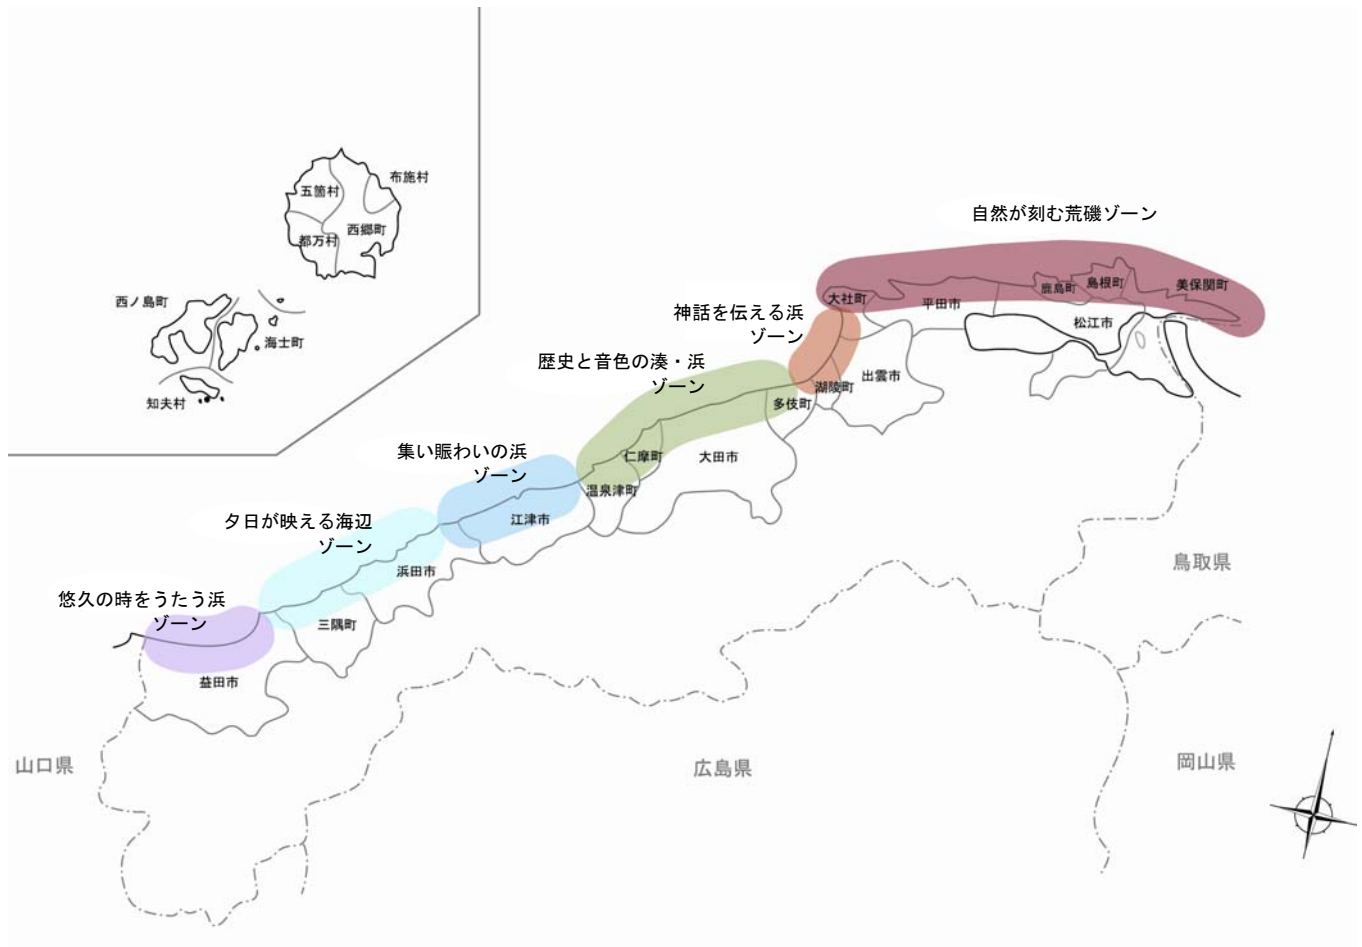 布施村
五箇村
西郷町
都万村
西ノ島町
海士町
知夫村
自然が刻む荒磯ゾーン
美保関町
島根町
鹿島町
大社町
平田市
松江市
神話を伝える浜
ゾーン
歴史と音色の湊・浜
ゾーン
出雲市
湖陵町
多伎町
集い賑わいの浜
ゾーン
仁摩町
大田市
温泉津町
江津市
夕日が映える海辺
ゾーン
浜田市
悠久の時をうたう浜
ゾーン
三隅町
益田市
鳥取県
山口県
広島県
岡山県